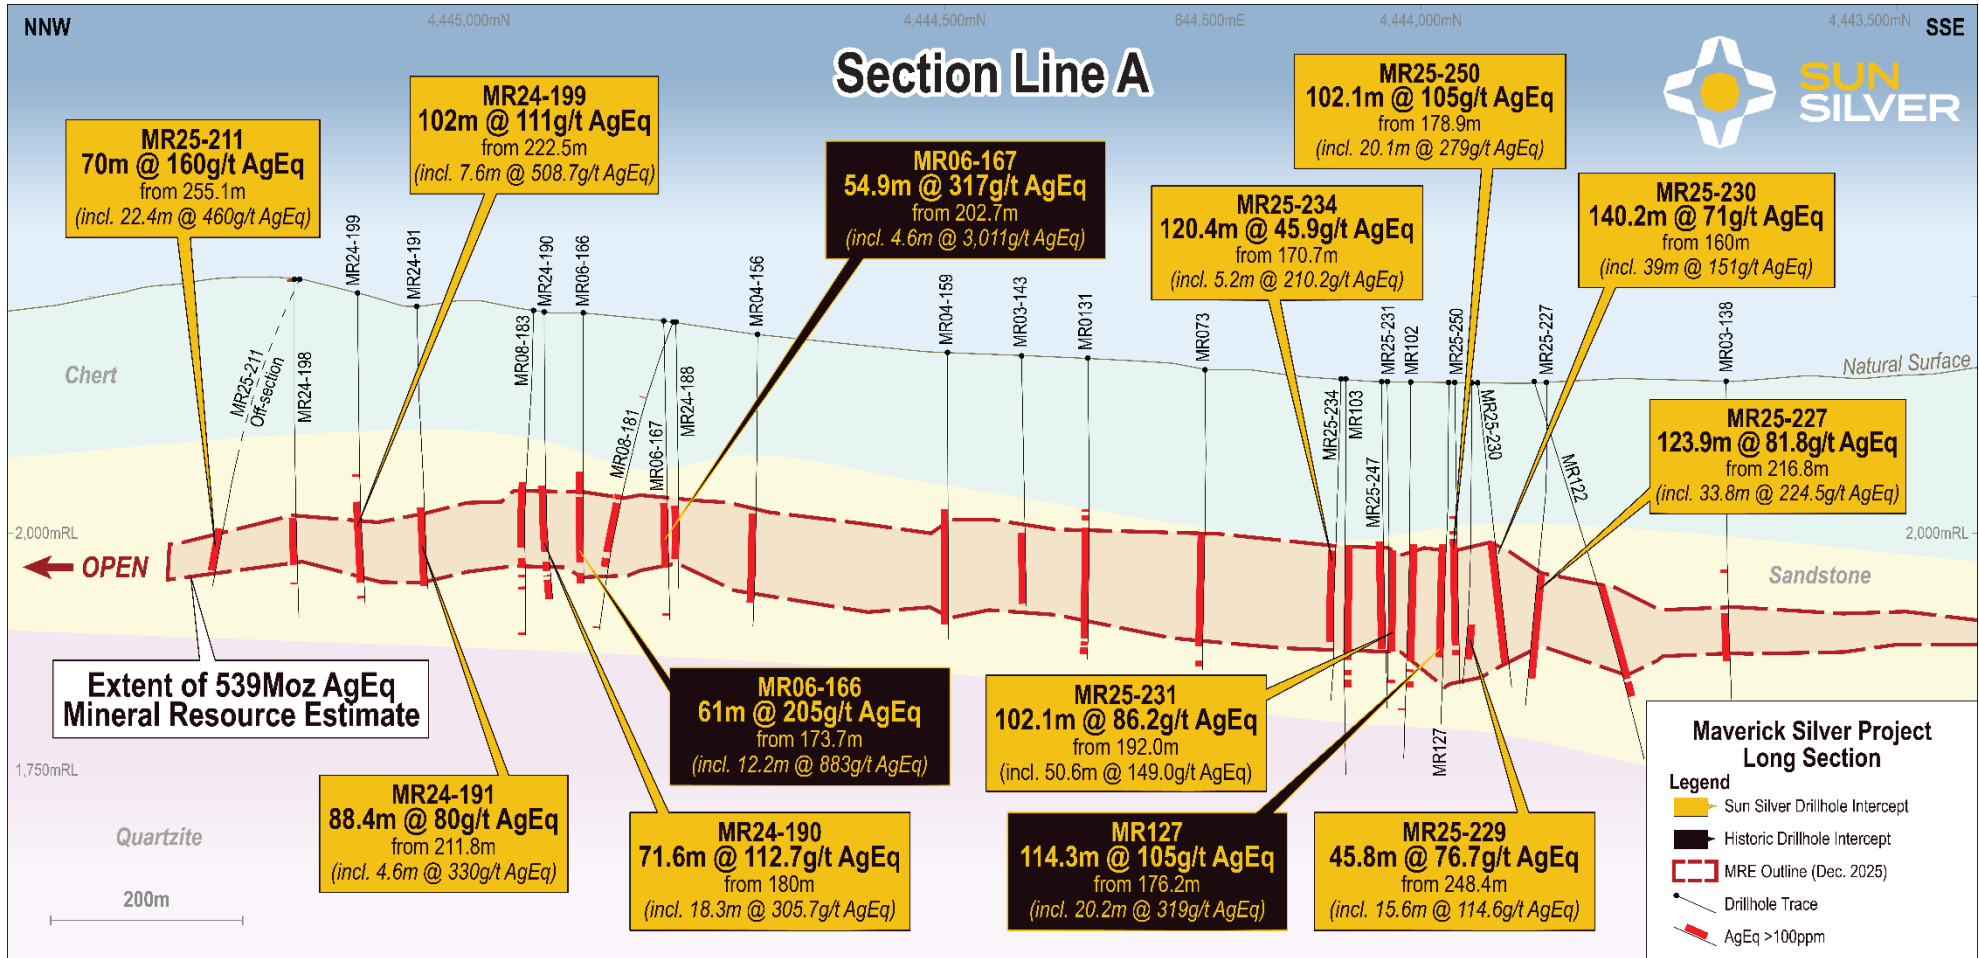 NNW
4,445,000mN
4,444,500mN
644,500mE
4,444,000mN
4,443,500mN
SSE
Section Line A
SUN
SILVER
MR25-211
70m @ 160g/t AgEq
from 255.1m
(incl. 22.4m @ 460g/t AgEq)
MR24-199
102m @ 111g/t AgEq
from 222.5m
(incl. 7.6m @ 508.7g/t AgEq)
MR06-167
54.9m @ 317g/t AgEq
from 202.7m
(incl. 4.6m @ 3,011g/t AgEq)
MR25-234
120.4m @ 45.9g/t AgEq
from 170.7m
(incl. 5.2m @ 210.2g/t AgEq)
MR25-250
102.1m @ 105g/t AgEq
from 178.9m
(incl. 20.1m @ 279g/t AgEq)
MR25-230
140.2m @ 71g/t AgEq
from 160m
(incl. 39m @ 151g/t AgEq)
MR25-227
123.9m @ 81.8g/t AgEq
from 216.8m
(incl. 33.8m @ 224.5g/t AgEq)
MR25-211
Off-section
MR24-198
MR24-199
MR24-191
MR08-183
MR24-190
MR06-166
MR08-181
MR06-167
MR24-188
MR04-156
MR04-159
MR03-143
MR0131
MR073
MR25-234
MR103
MR25-247
MR25-231
MR102
MR127
MR25-250
MR25-230
MR122
MR25-227
MR03-138
Natural Surface
Chert
Sandstone
Quartzite
2,000mRL
2,000mRL
1,750mRL
OPEN
Extent of 539Moz AgEq
Mineral Resource Estimate
MR24-191
88.4m @ 80g/t AgEq
from 211.8m
(incl. 4.6m @ 330g/t AgEq)
MR06-166
61m @ 205g/t AgEq
from 173.7m
(incl. 12.2m @ 883g/t AgEq)
MR24-190
71.6m @ 112.7g/t AgEq
from 180m
(incl. 18.3m @ 305.7g/t AgEq)
MR25-231
102.1m @ 86.2g/t AgEq
from 192.0m
(incl. 50.6m @ 149.0g/t AgEq)
MR127
114.3m @ 105g/t AgEq
from 176.2m
(incl. 20.2m @ 319g/t AgEq)
MR25-229
45.8m @ 76.7g/t AgEq
from 248.4m
(incl. 15.6m @ 114.6g/t AgEq)
200m
Maverick Silver Project
Long Section
Legend
Sun Silver Drillhole Intercept
Historic Drillhole Intercept
MRE Outline (Dec. 2025)
Drillhole Trace
AgEq >100ppm